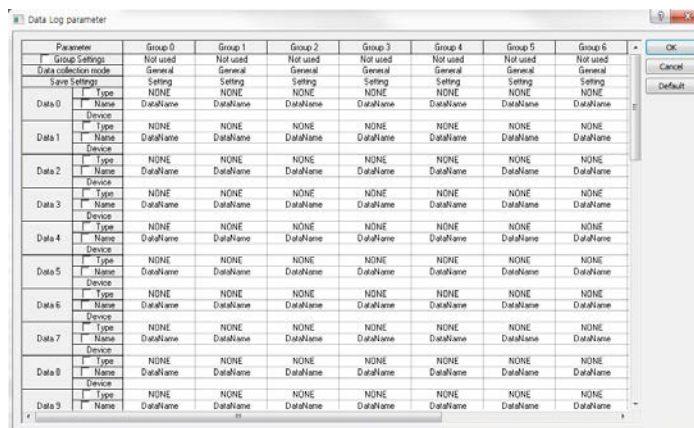 Data Log parameter
Parameter Group 0 Group 1 Group 2 Group 3 Group 4 Group 5 Group 6
Group Settings Not used Not used Not used Not used Not used Not used Not used
Data collection mode General General General General General General General
Save Settings Setting Setting Setting Setting Setting Setting Setting
Data 0 Type NONE NONE NONE NONE NONE NONE NONE
Name DataName DataName DataName DataName DataName DataName DataName
Device
Data 1 Type NONE NONE NONE NONE NONE NONE NONE
Name DataName DataName DataName DataName DataName DataName DataName
Device
Data 2 Type NONE NONE NONE NONE NONE NONE NONE
Name DataName DataName DataName DataName DataName DataName DataName
Device
Data 3 Type NONE NONE NONE NONE NONE NONE NONE
Name DataName DataName DataName DataName DataName DataName DataName
Device
Data 4 Type NONE NONE NONE NONE NONE NONE NONE
Name DataName DataName DataName DataName DataName DataName DataName
Device
Data 5 Type NONE NONE NONE NONE NONE NONE NONE
Name DataName DataName DataName DataName DataName DataName DataName
Device
Data 6 Type NONE NONE NONE NONE NONE NONE NONE
Name DataName DataName DataName DataName DataName DataName DataName
Device
Data 7 Type NONE NONE NONE NONE NONE NONE NONE
Name DataName DataName DataName DataName DataName DataName DataName
Device
Data 8 Type NONE NONE NONE NONE NONE NONE NONE
Name DataName DataName DataName DataName DataName DataName DataName
Device
Data 9 Type NONE NONE NONE NONE NONE NONE NONE
Name DataName DataName DataName DataName DataName DataName DataName
OK
Cancel
Default